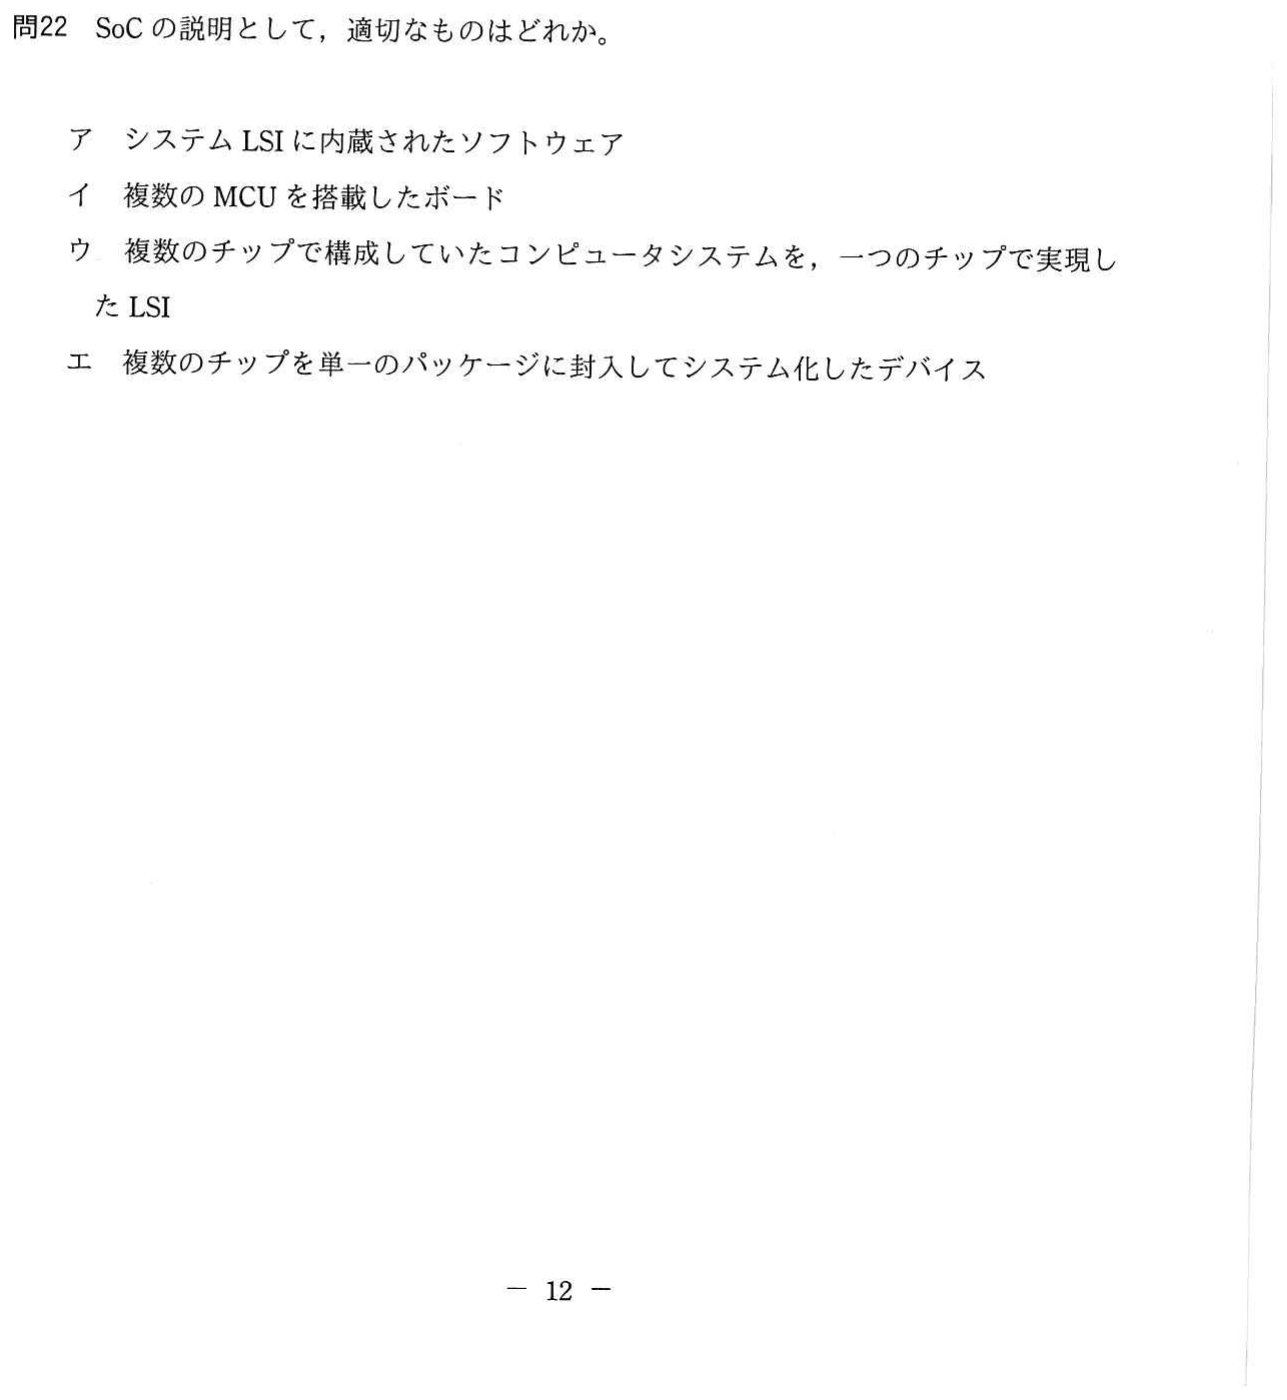 問22 SoC の説明として，適切なものはどれか。
ア システム LSI に内蔵されたソフトウェア
イ 複数の MCU を搭載したボード
ウ 複数のチップで構成していたコンピュータシステムを，一つのチップで実現し
た LSI
エ 複数のチップを単一のパッケージに封入してシステム化したデバイス
－ 12 －